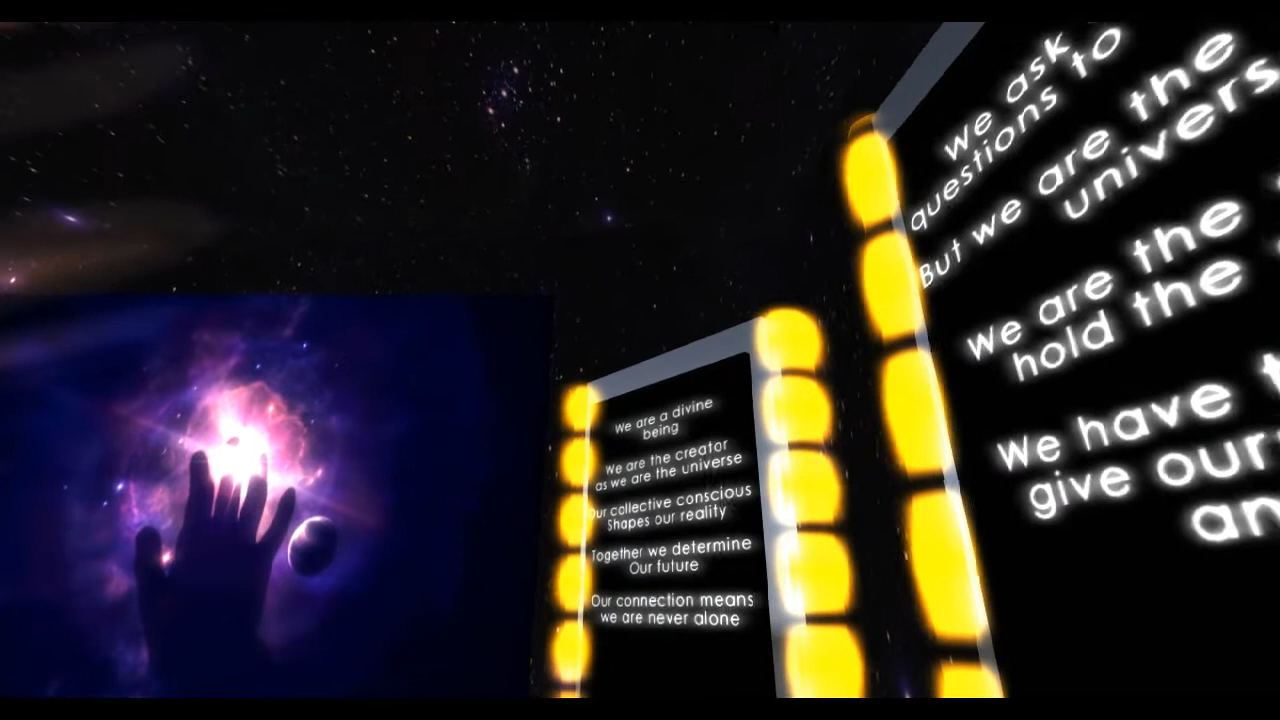 We are a divine
being
We are the creator
as we are the universe
Our collective conscious
Shapes our reality
Together we determine
Our future
Our connection means
we are never alone
We ask
questions to
But we are the
univers
We are the
hold the
We have
give our
an